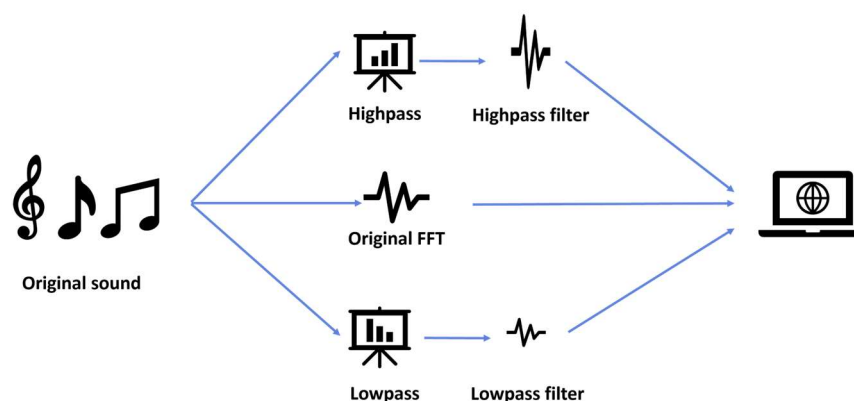 Highpass
Highpass filter
Original FFT
Original sound
Lowpass
Lowpass filter